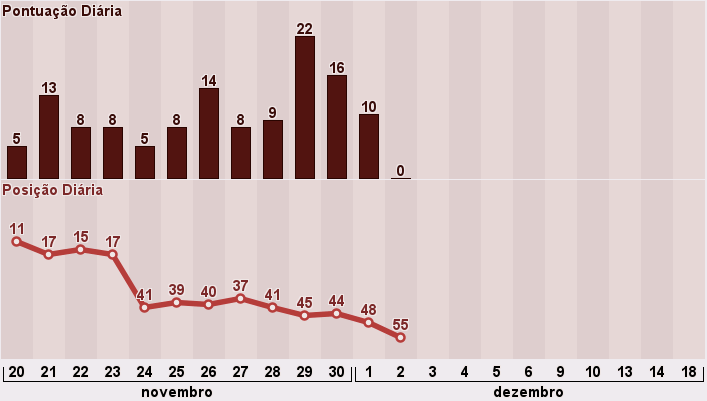 Pontuação Diária
5 13 8 8 5 8 14 8 9 22 16 10 0
Posição Diária
11 17 15 17 41 39 40 37 41 45 44 48 55
20 21 22 23 24 25 26 27 28 29 30 1 2 3 4 5 6 9 10 13 14 18
novembro dezembro